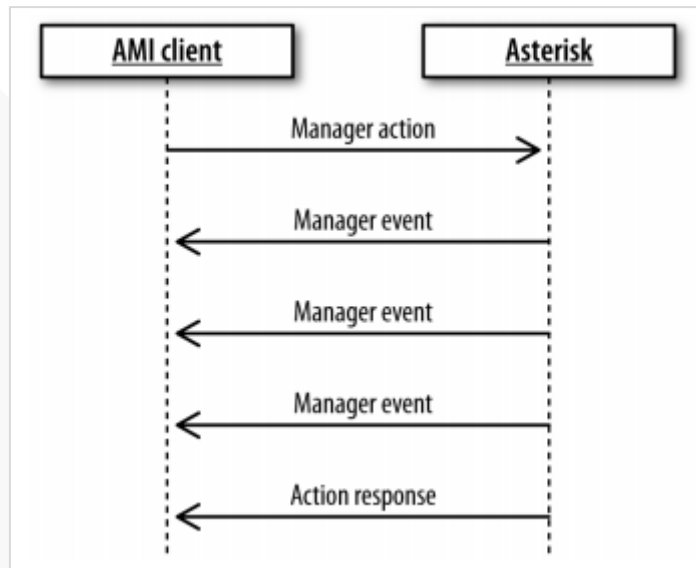 AMI client
Asterisk
Manager action
Manager event
Manager event
Manager event
Action response